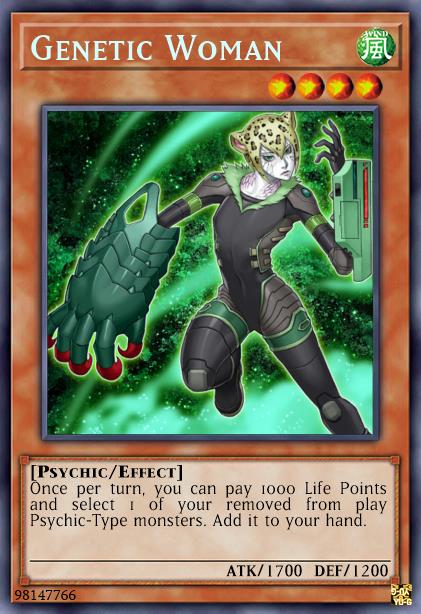 GENETIC WOMAN
WIND
風
[PSYCHIC/EFFECT]
Once per turn, you can pay 1000 Life Points
and select 1 of your removed from play
Psychic-Type monsters. Add it to your hand.
ATK/1700 DEF/1200
98147766